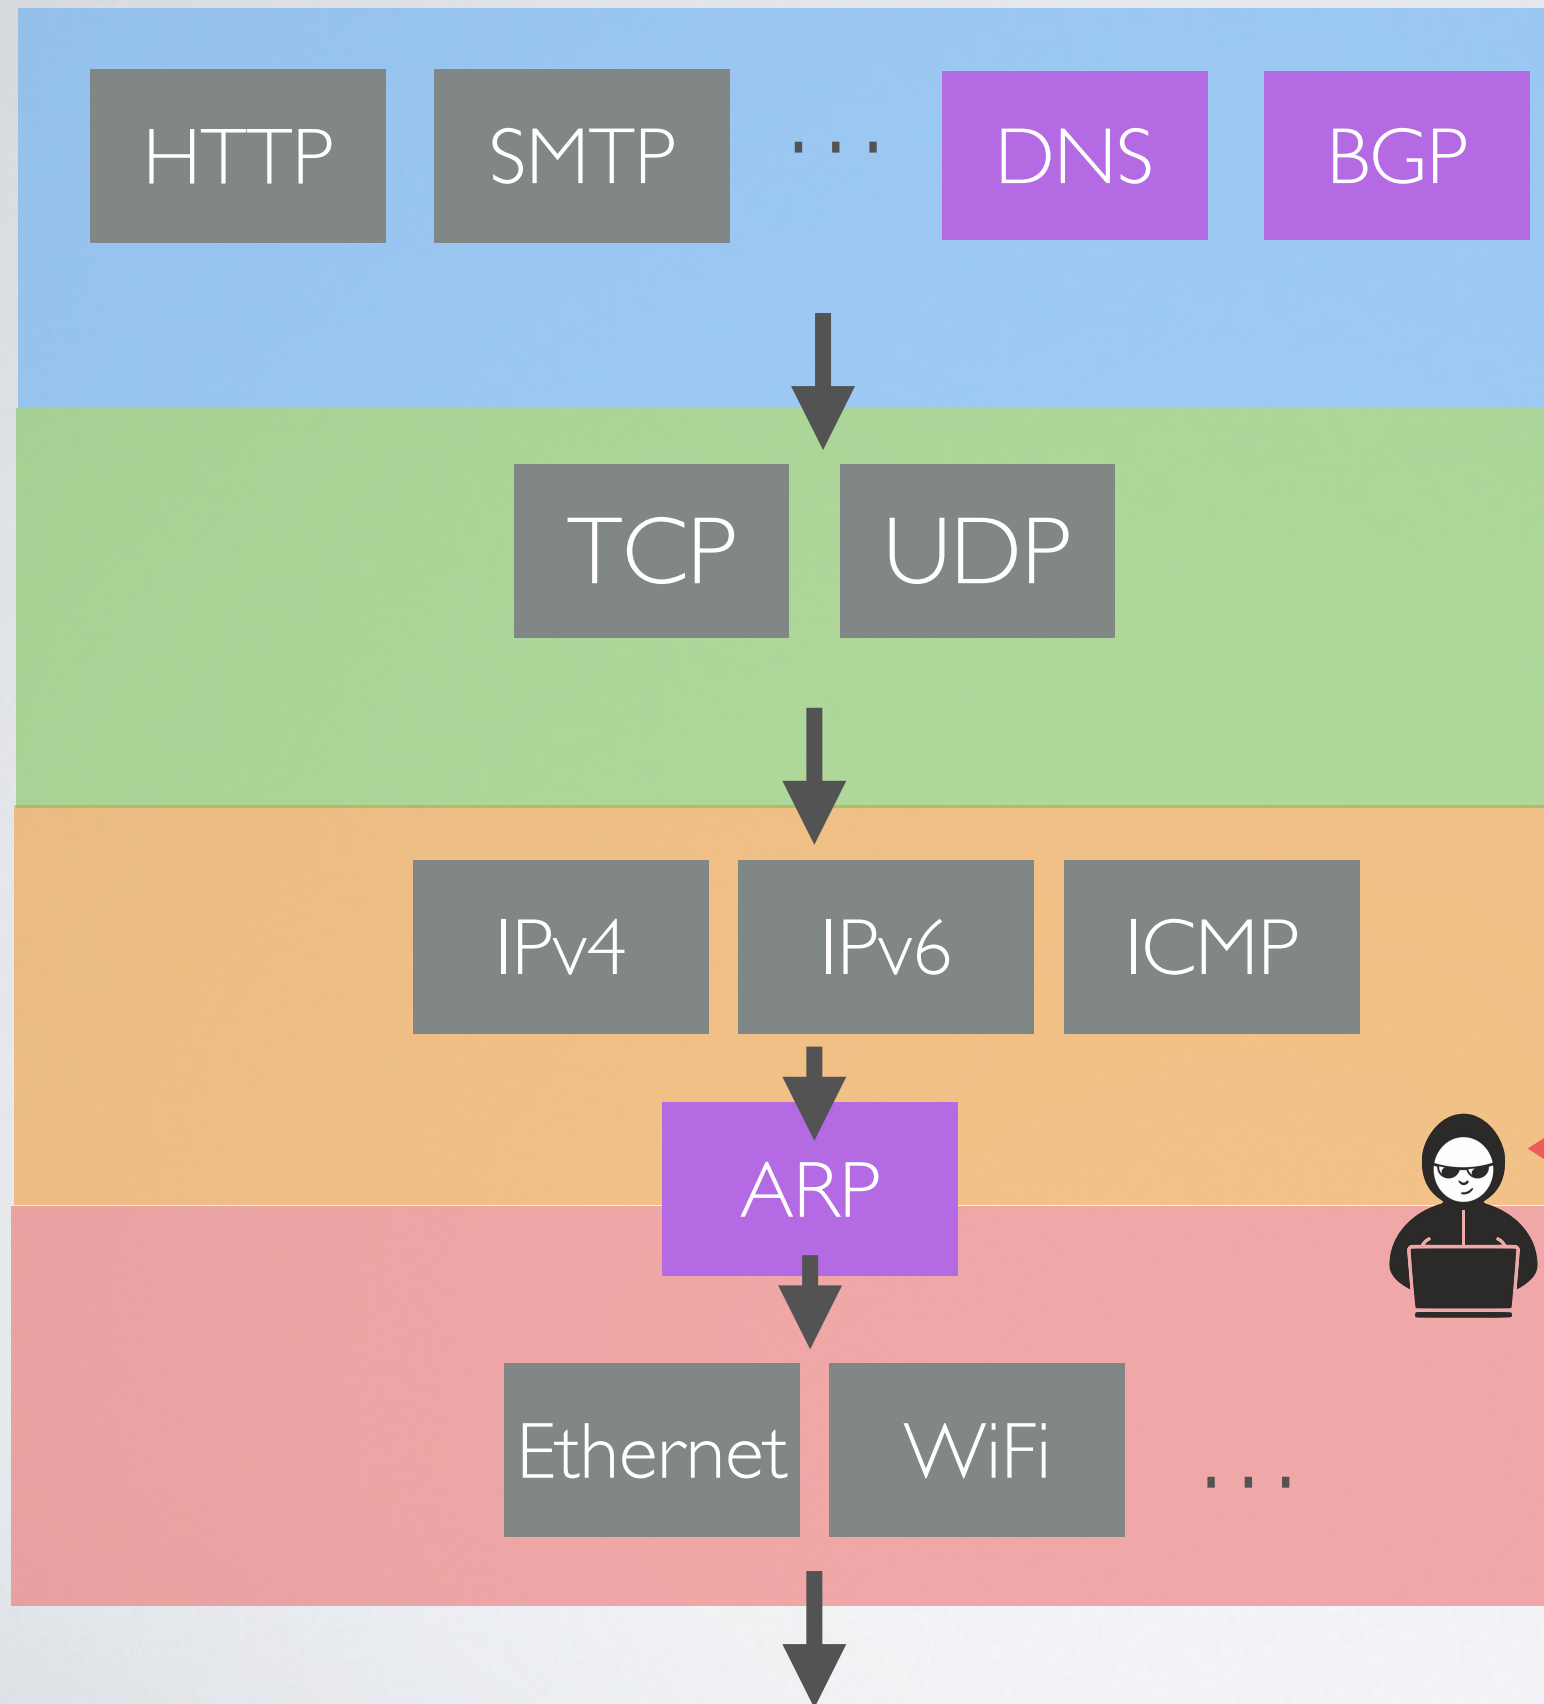 HTTP SMTP ... DNS BGP
TCP UDP
IPv4 IPv6 ICMP
ARP
Ethernet WiFi ...